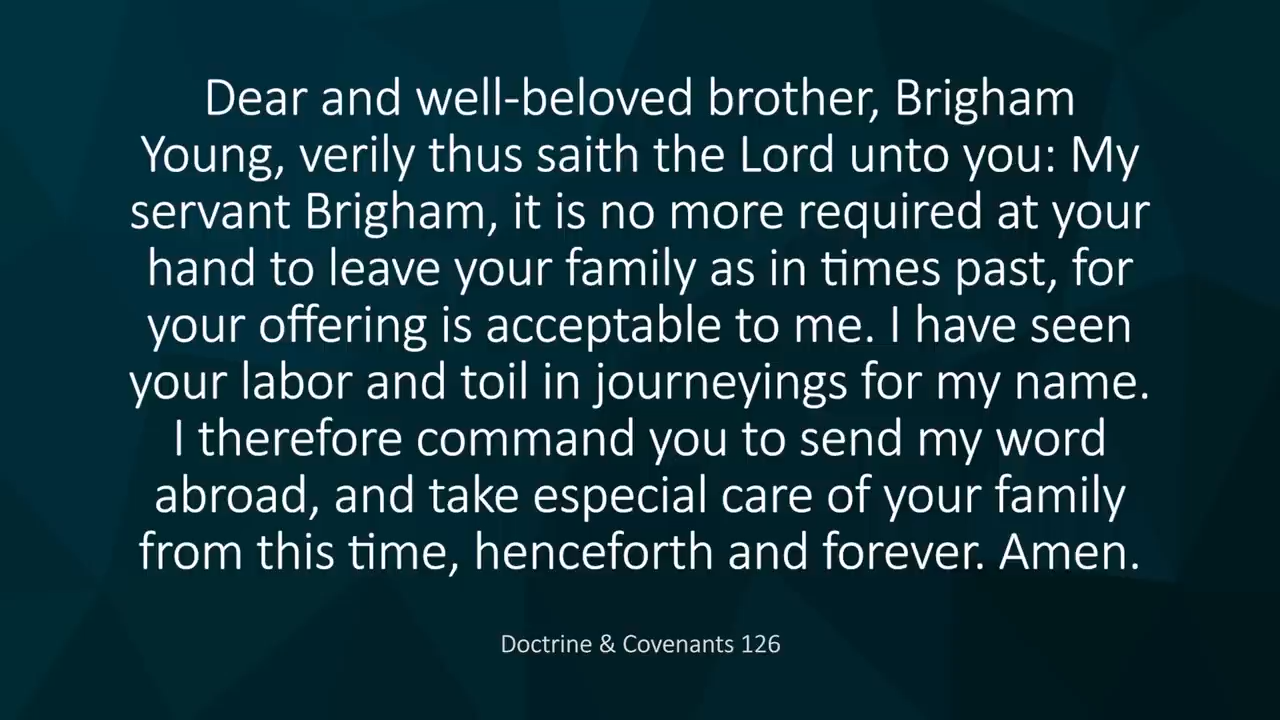 Dear and well-beloved brother, Brigham
Young, verily thus saith the Lord unto you: My
servant Brigham, it is no more required at your
hand to leave your family as in times past, for
your offering is acceptable to me. I have seen
your labor and toil in journeyings for my name.
I therefore command you to send my word
abroad, and take especial care of your family
from this time, henceforth and forever. Amen.
Doctrine & Covenants 126